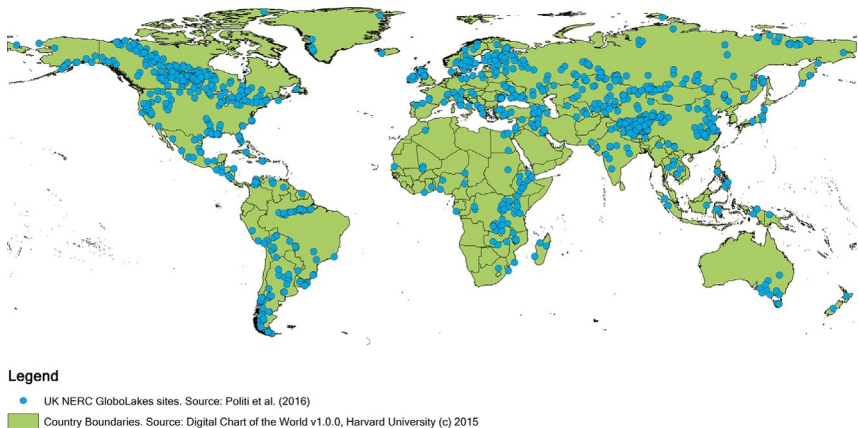 Legend
UK NERC GloboLakes sites. Source: Politi et al. (2016)
Country Boundaries. Source: Digital Chart of the World v1.0.0, Harvard University (c) 2015